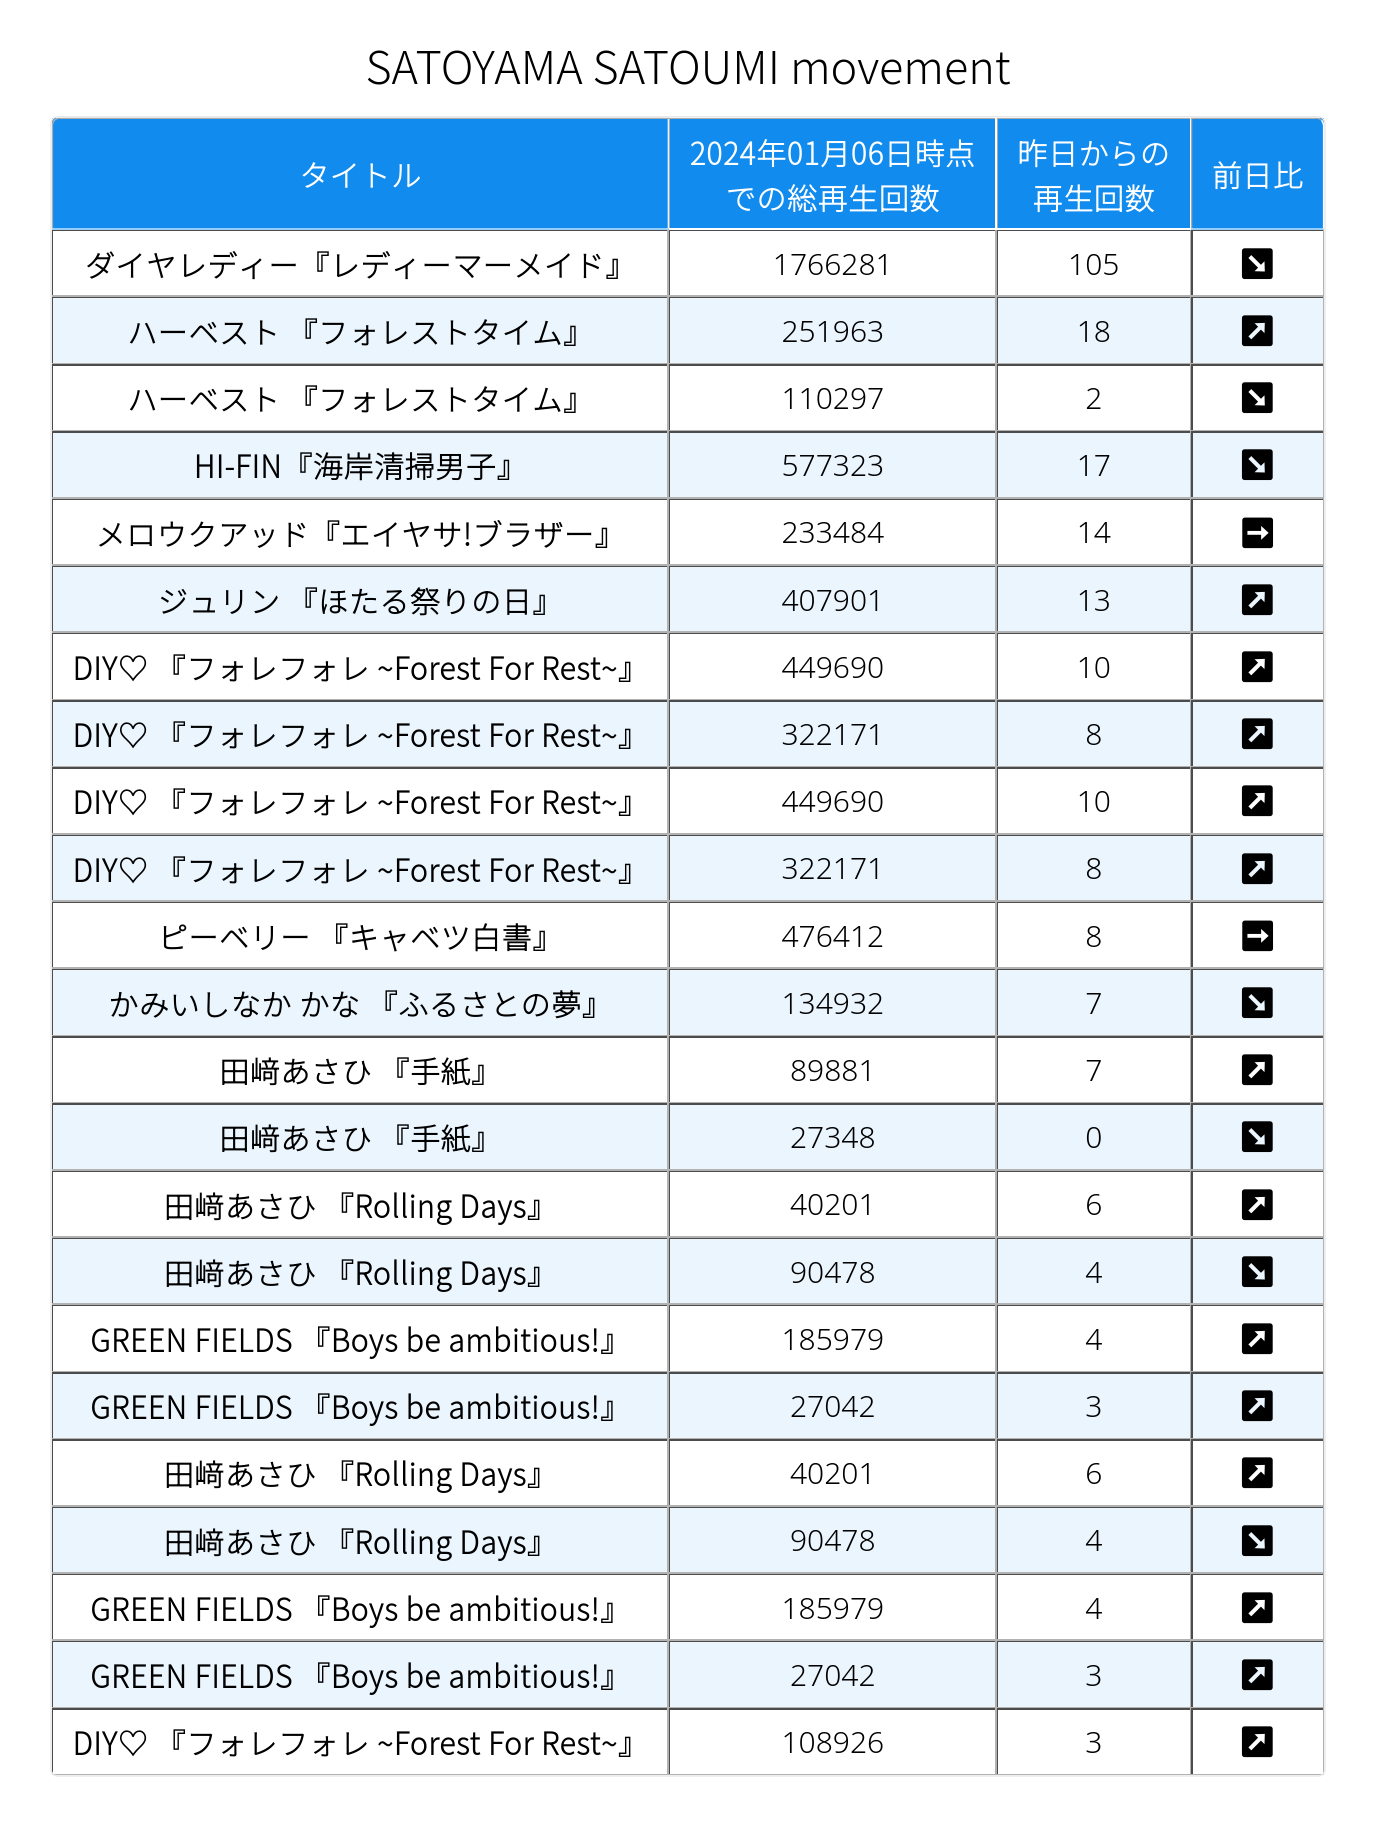 SATOYAMA SATOUMI movement
タイトル 2024年01月06日時点での総再生回数 昨日からの再生回数 前日比
ダイヤレディー『レディーマーメイド』 1766281 105 ↘
ハーベスト 『フォレストタイム』 251963 18 ↗
ハーベスト 『フォレストタイム』 110297 2 ↘
HI-FIN『海岸清掃男子』 577323 17 ↘
メロウクアッド『エイヤサ!ブラザー』 233484 14 →
ジュリン 『ほたる祭りの日』 407901 13 ↗
DIY♡ 『フォレフォレ ~Forest For Rest~』 449690 10 ↗
DIY♡ 『フォレフォレ ~Forest For Rest~』 322171 8 ↗
DIY♡ 『フォレフォレ ~Forest For Rest~』 449690 10 ↗
DIY♡ 『フォレフォレ ~Forest For Rest~』 322171 8 ↗
ピーベリー 『キャベツ白書』 476412 8 →
かみいしなか かな 『ふるさとの夢』 134932 7 ↘
田﨑あさひ 『手紙』 89881 7 ↗
田﨑あさひ 『手紙』 27348 0 ↘
田﨑あさひ 『Rolling Days』 40201 6 ↗
田﨑あさひ 『Rolling Days』 90478 4 ↘
GREEN FIELDS 『Boys be ambitious!』 185979 4 ↗
GREEN FIELDS 『Boys be ambitious!』 27042 3 ↗
田﨑あさひ 『Rolling Days』 40201 6 ↗
田﨑あさひ 『Rolling Days』 90478 4 ↘
GREEN FIELDS 『Boys be ambitious!』 185979 4 ↗
GREEN FIELDS 『Boys be ambitious!』 27042 3 ↗
DIY♡ 『フォレフォレ ~Forest For Rest~』 108926 3 ↗